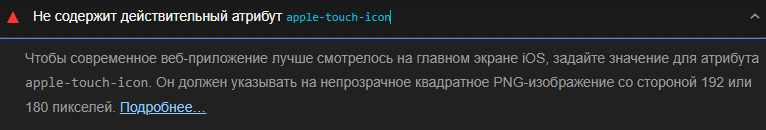 Не содержит действительный атрибут apple-touch-icon
Чтобы современное веб-приложение лучше смотрелось на главном экране iOS, задайте значение для атрибута
apple-touch-icon. Он должен указывать на непрозрачное квадратное PNG-изображение со стороной 192 или
180 пикселей. Подробнее…